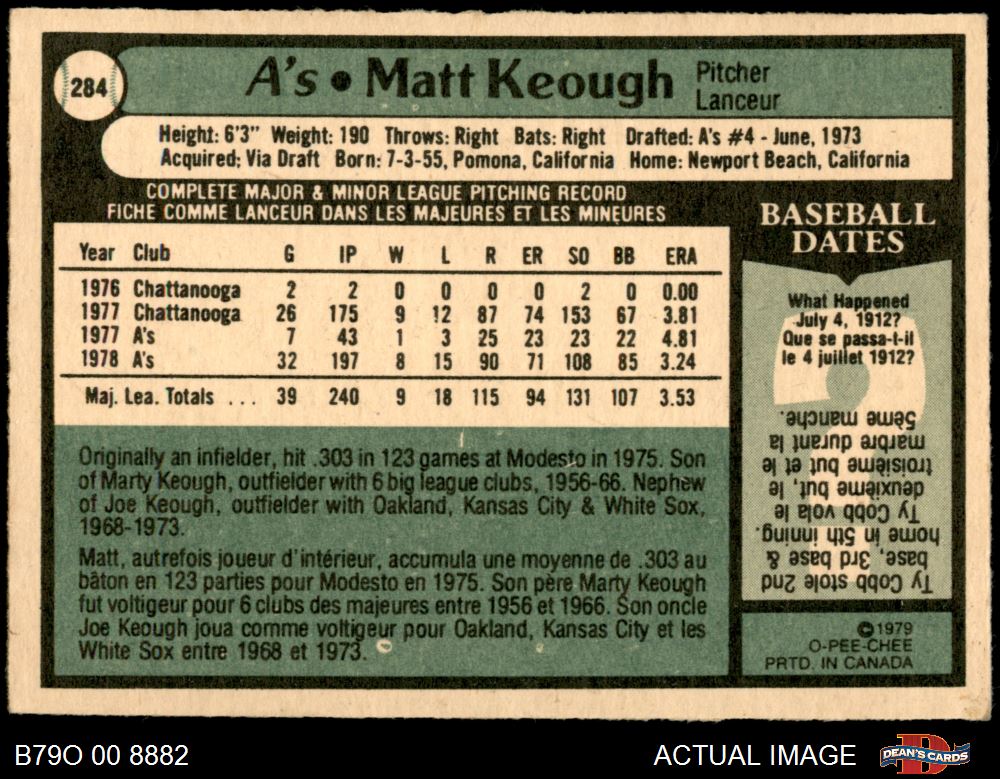 284
A's • Matt Keough Pitcher
Lanceur
Height: 6'3" Weight: 190 Throws: Right Bats: Right Drafted: A's #4 - June, 1973
Acquired: Via Draft Born: 7-3-55, Pomona, California Home: Newport Beach, California
COMPLETE MAJOR & MINOR LEAGUE PITCHING RECORD
FICHE COMME LANCEUR DANS LES MAJEURES ET LES MINEURES
Year Club G IP W L R ER SO BB ERA
1976 Chattanooga 2 2 0 0 0 0 2 0 0.00
1977 Chattanooga 26 175 9 12 87 74 153 67 3.81
1977 A's 7 43 1 3 25 23 23 22 4.81
1978 A's 32 197 8 15 90 71 108 85 3.24
Maj. Lea. Totals ... 39 240 9 18 115 94 131 107 3.53
Originally an infielder, hit .303 in 123 games at Modesto in 1975. Son
of Marty Keough, outfielder with 6 big league clubs, 1956-66. Nephew
of Joe Keough, outfielder with Oakland, Kansas City & White Sox,
1968-1973.
Matt, autrefois joueur d'intérieur, accumula une moyenne de .303 au
bâton en 123 parties pour Modesto en 1975. Son père Marty Keough
fut voltigeur pour 6 clubs des majeures entre 1956 et 1966. Son oncle
Joe Keough joua comme voltigeur pour Oakland, Kansas City et les
White Sox entre 1968 et 1973.
BASEBALL
DATES
What Happened
July 4, 1912?
Que se passa-t-il
le 4 juillet 1912?
Ty Cobb stole 2nd
base, 3rd base &
home in 5th inning.
Ty Cobb vola le
deuxième but, le
troisième but et le
marbre durant la
5ème manche.
©1979
O-PEE-CHEE
PRTD. IN CANADA
B79O 00 8882
ACTUAL IMAGE
D
DEAN'S CARDS